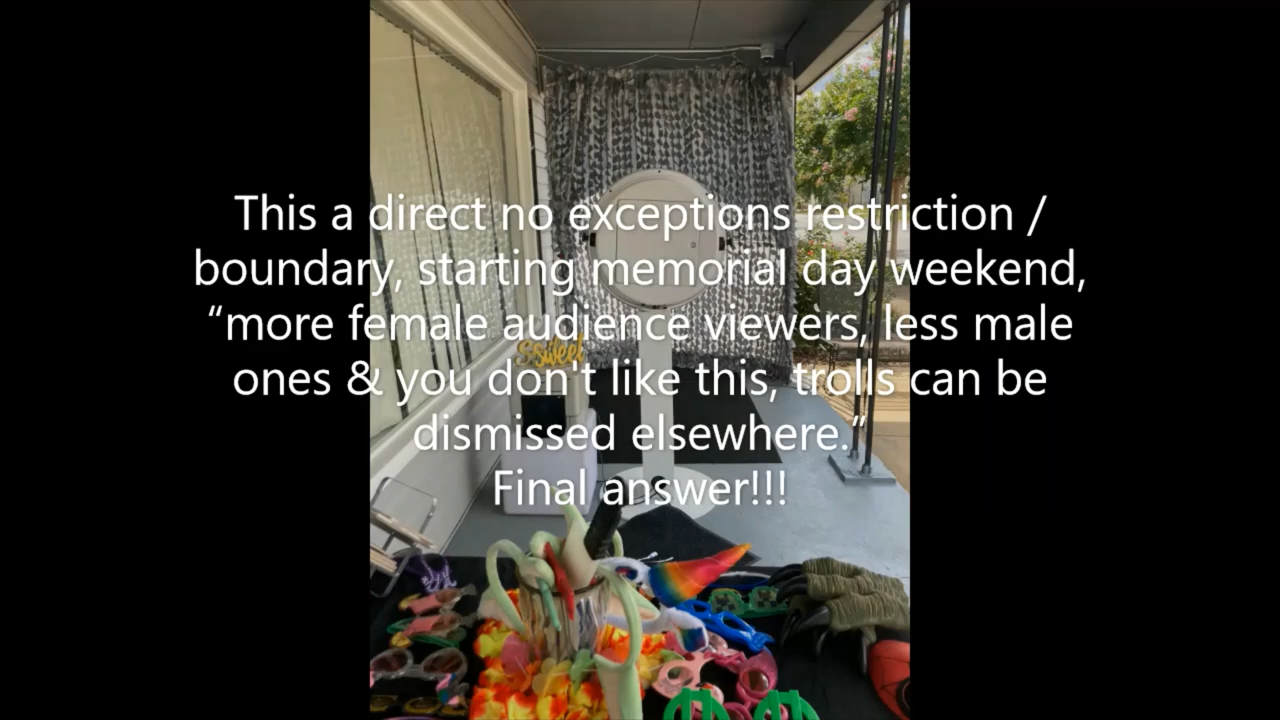 This a direct no exceptions restriction /
boundary, starting memorial day weekend,
“more female audience viewers, less male
ones & you don't like this, trolls can be
dismissed elsewhere.”
Final answer!!!
Sweet